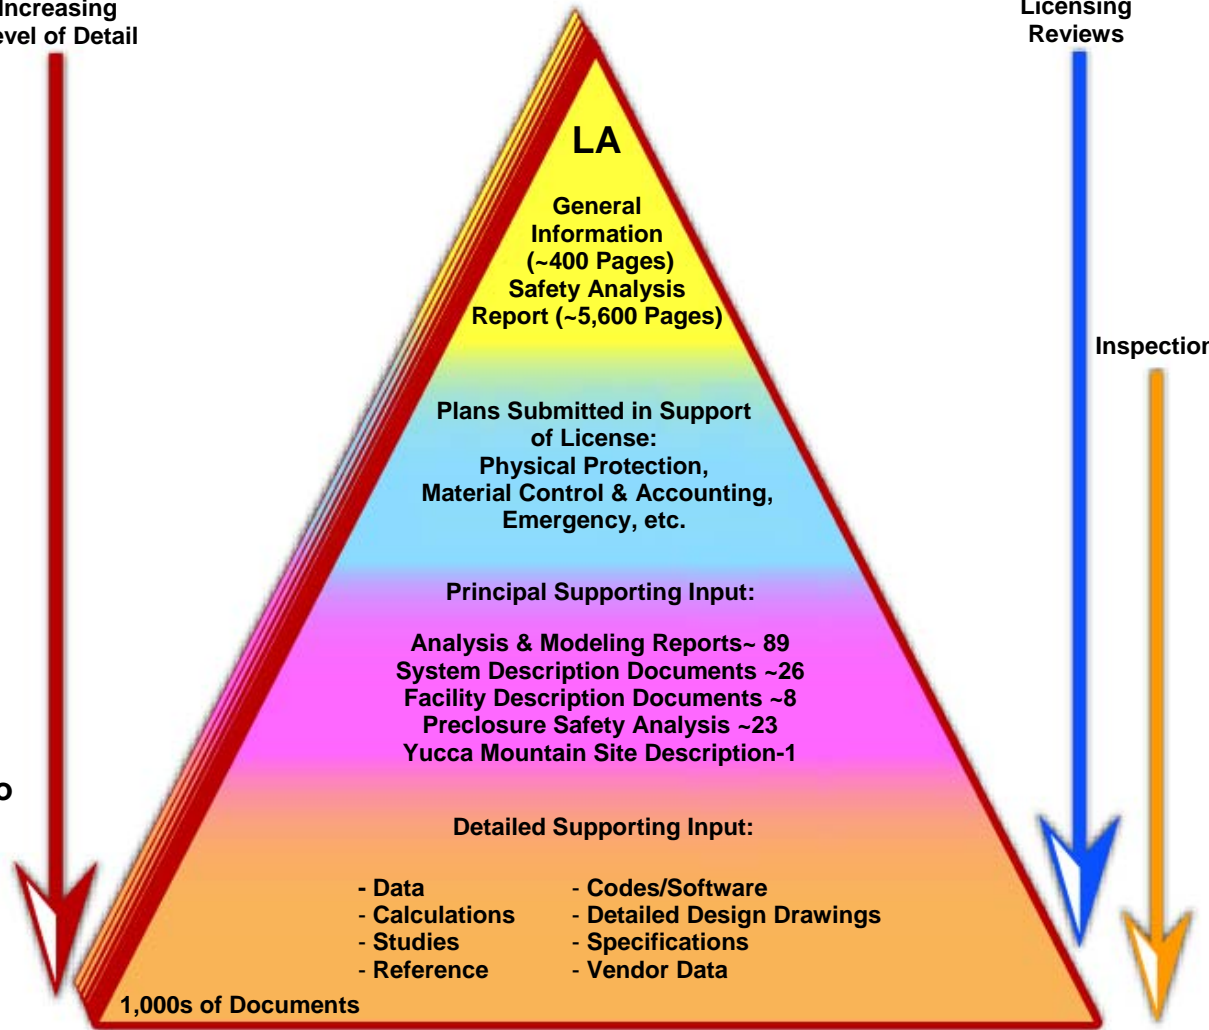 Increasing
evel of Detail
Licensing
Reviews
LA
General
Information
(~400 Pages)
Safety Analysis
Report (~5,600 Pages)
Inspection
Plans Submitted in Support
of License:
Physical Protection,
Material Control & Accounting,
Emergency, etc.
Principal Supporting Input:
Analysis & Modeling Reports~ 89
System Description Documents ~26
Facility Description Documents ~8
Preclosure Safety Analysis ~23
Yucca Mountain Site Description-1
o
Detailed Supporting Input:
- Data
- Calculations
- Studies
- Reference
- Codes/Software
- Detailed Design Drawings
- Specifications
- Vendor Data
1,000s of Documents